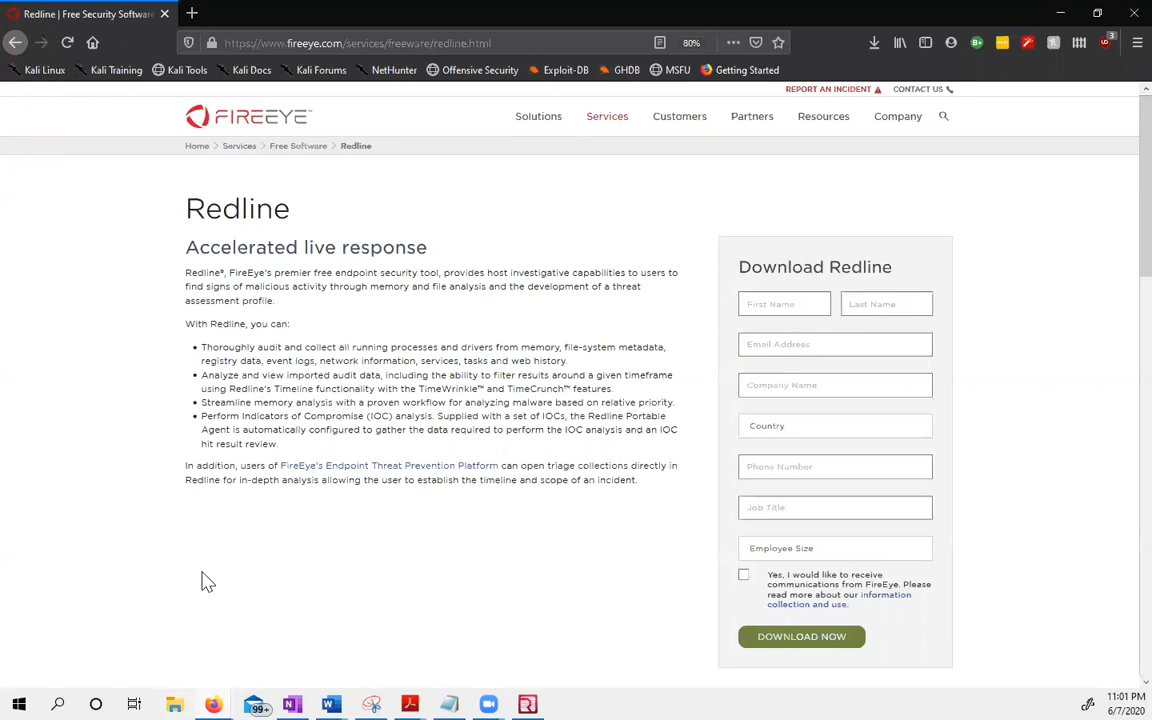 Redline | Free Security Software
https://www.fireeye.com/services/freeware/redline.html
80%
3
Kali Linux
Kali Training
Kali Tools
Kali Docs
Kali Forums
NetHunter
Offensive Security
Exploit-DB
GHDB
MSFU
Getting Started
REPORT AN INCIDENT
CONTACT US
FIREEYE™
Solutions
Services
Customers
Partners
Resources
Company
Home > Services > Free Software > Redline
Redline
Accelerated live response
Redline®, FireEye's premier free endpoint security tool, provides host investigative capabilities to users to
find signs of malicious activity through memory and file analysis and the development of a threat
assessment profile.
With Redline, you can:
• Thoroughly audit and collect all running processes and drivers from memory, file-system metadata,
registry data, event logs, network information, services, tasks and web history.
• Analyze and view imported audit data, including the ability to filter results around a given timeframe
using Redline's Timeline functionality with the TimeWrinkle™ and TimeCrunch™ features.
• Streamline memory analysis with a proven workflow for analyzing malware based on relative priority.
• Perform Indicators of Compromise (IOC) analysis. Supplied with a set of IOCs, the Redline Portable
Agent is automatically configured to gather the data required to perform the IOC analysis and an IOC
hit result review.
In addition, users of FireEye's Endpoint Threat Prevention Platform can open triage collections directly in
Redline for in-depth analysis allowing the user to establish the timeline and scope of an incident.
Download Redline
First Name
Last Name
Email Address
Company Name
Country
Phone Number
Job Title
Employee Size
Yes, I would like to receive
communications from FireEye. Please
read more about our information
collection and use.
DOWNLOAD NOW
99+
11:01 PM
6/7/2020